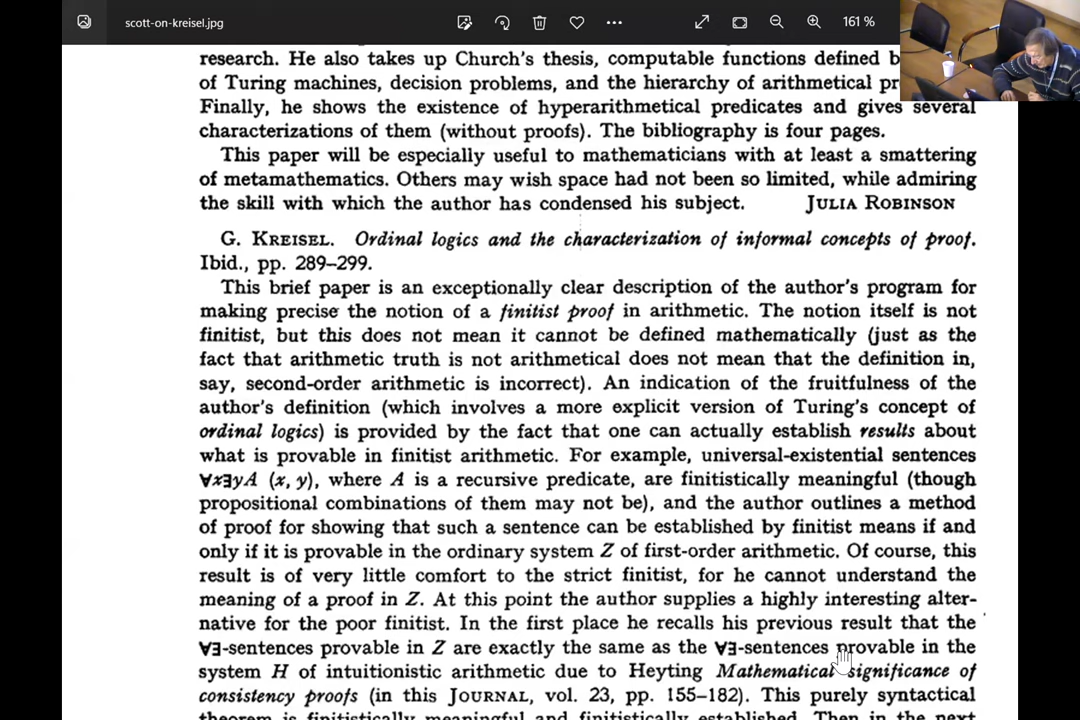 scott-on-kreisel.jpg
161 %
research. He also takes up Church's thesis, computable functions defined b
of Turing machines, decision problems, and the hierarchy of arithmetical pr
Finally, he shows the existence of hyperarithmetical predicates and gives several
characterizations of them (without proofs). The bibliography is four pages.
This paper will be especially useful to mathematicians with at least a smattering
of metamathematics. Others may wish space had not been so limited, while admiring
the skill with which the author has condensed his subject. JULIA ROBINSON
G. KREISEL. Ordinal logics and the characterization of informal concepts of proof.
Ibid., pp. 289–299.
This brief paper is an exceptionally clear description of the author's program for
making precise the notion of a finitist proof in arithmetic. The notion itself is not
finitist, but this does not mean it cannot be defined mathematically (just as the
fact that arithmetic truth is not arithmetical does not mean that the definition in,
say, second-order arithmetic is incorrect). An indication of the fruitfulness of the
author's definition (which involves a more explicit version of Turing's concept of
ordinal logics) is provided by the fact that one can actually establish results about
what is provable in finitist arithmetic. For example, universal-existential sentences
∀x∃yA (x, y), where A is a recursive predicate, are finitistically meaningful (though
propositional combinations of them may not be), and the author outlines a method
of proof for showing that such a sentence can be established by finitist means if and
only if it is provable in the ordinary system Z of first-order arithmetic. Of course, this
result is of very little comfort to the strict finitist, for he cannot understand the
meaning of a proof in Z. At this point the author supplies a highly interesting alter-
native for the poor finitist. In the first place he recalls his previous result that the
∀∃-sentences provable in Z are exactly the same as the ∀∃-sentences provable in the
system H of intuitionistic arithmetic due to Heyting Mathematical significance of
consistency proofs (in this JOURNAL, vol. 23, pp. 155–182). This purely syntactical
theorem is finitistically meaningful and finitistically established. Then in the next